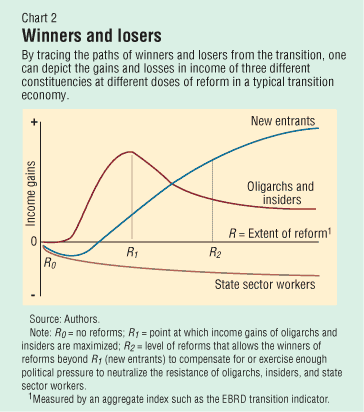 Chart 2
Winners and losers
By tracing the paths of winners and losers from the transition, one
can depict the gains and losses in income of three different
constituencies at different doses of reform in a typical transition
economy.
+
New entrants
Income gains
Oligarchs and
insiders
0
R = Extent of reform¹
R₀
R₁
R₂
State sector workers
-
Source: Authors.
Note: R₀ = no reforms; R₁ = point at which income gains of oligarchs and
insiders are maximized; R₂ = level of reforms that allows the winners of
reforms beyond R₁ (new entrants) to compensate for or exercise enough
political pressure to neutralize the resistance of oligarchs, insiders, and state
sector workers.
¹Measured by an aggregate index such as the EBRD transition indicator.